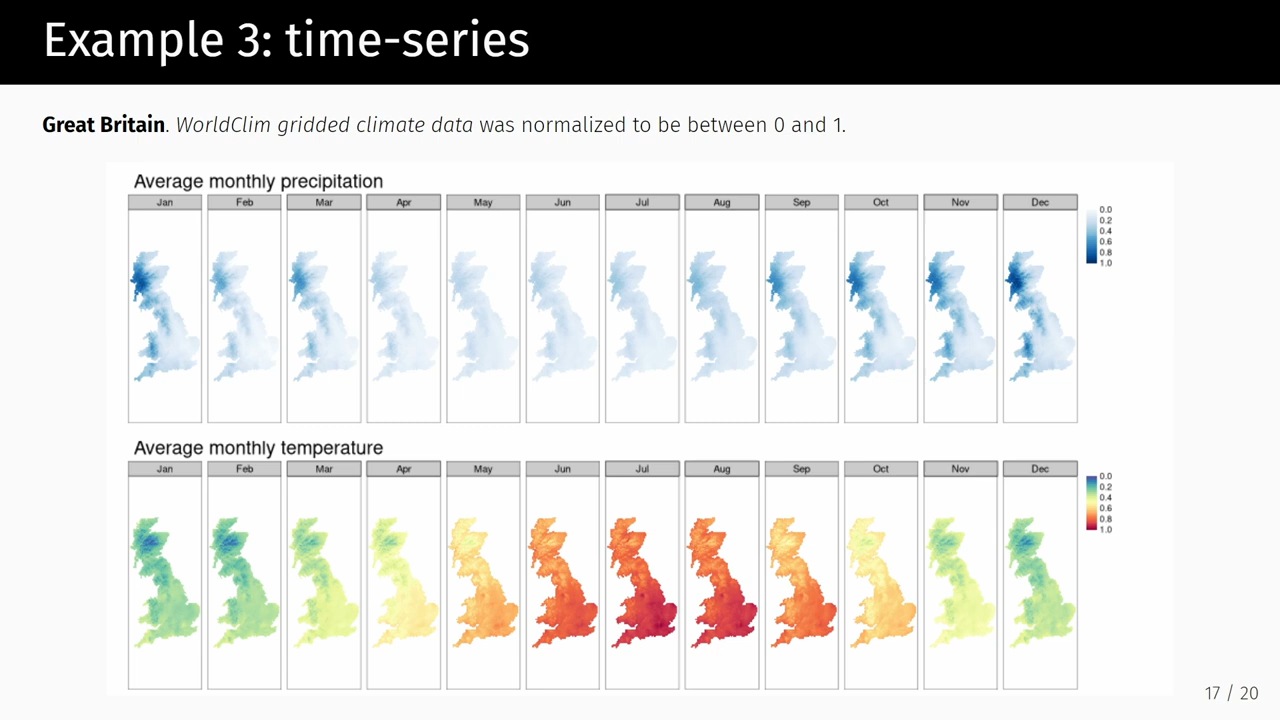 Example 3: time-series
Great Britain. WorldClim gridded climate data was normalized to be between 0 and 1.
Average monthly precipitation
Jan Feb Mar Apr May Jun Jul Aug Sep Oct Nov Dec
0.0
0.2
0.4
0.6
0.8
1.0
Average monthly temperature
Jan Feb Mar Apr May Jun Jul Aug Sep Oct Nov Dec
0.0
0.2
0.4
0.6
0.8
1.0
17 / 20